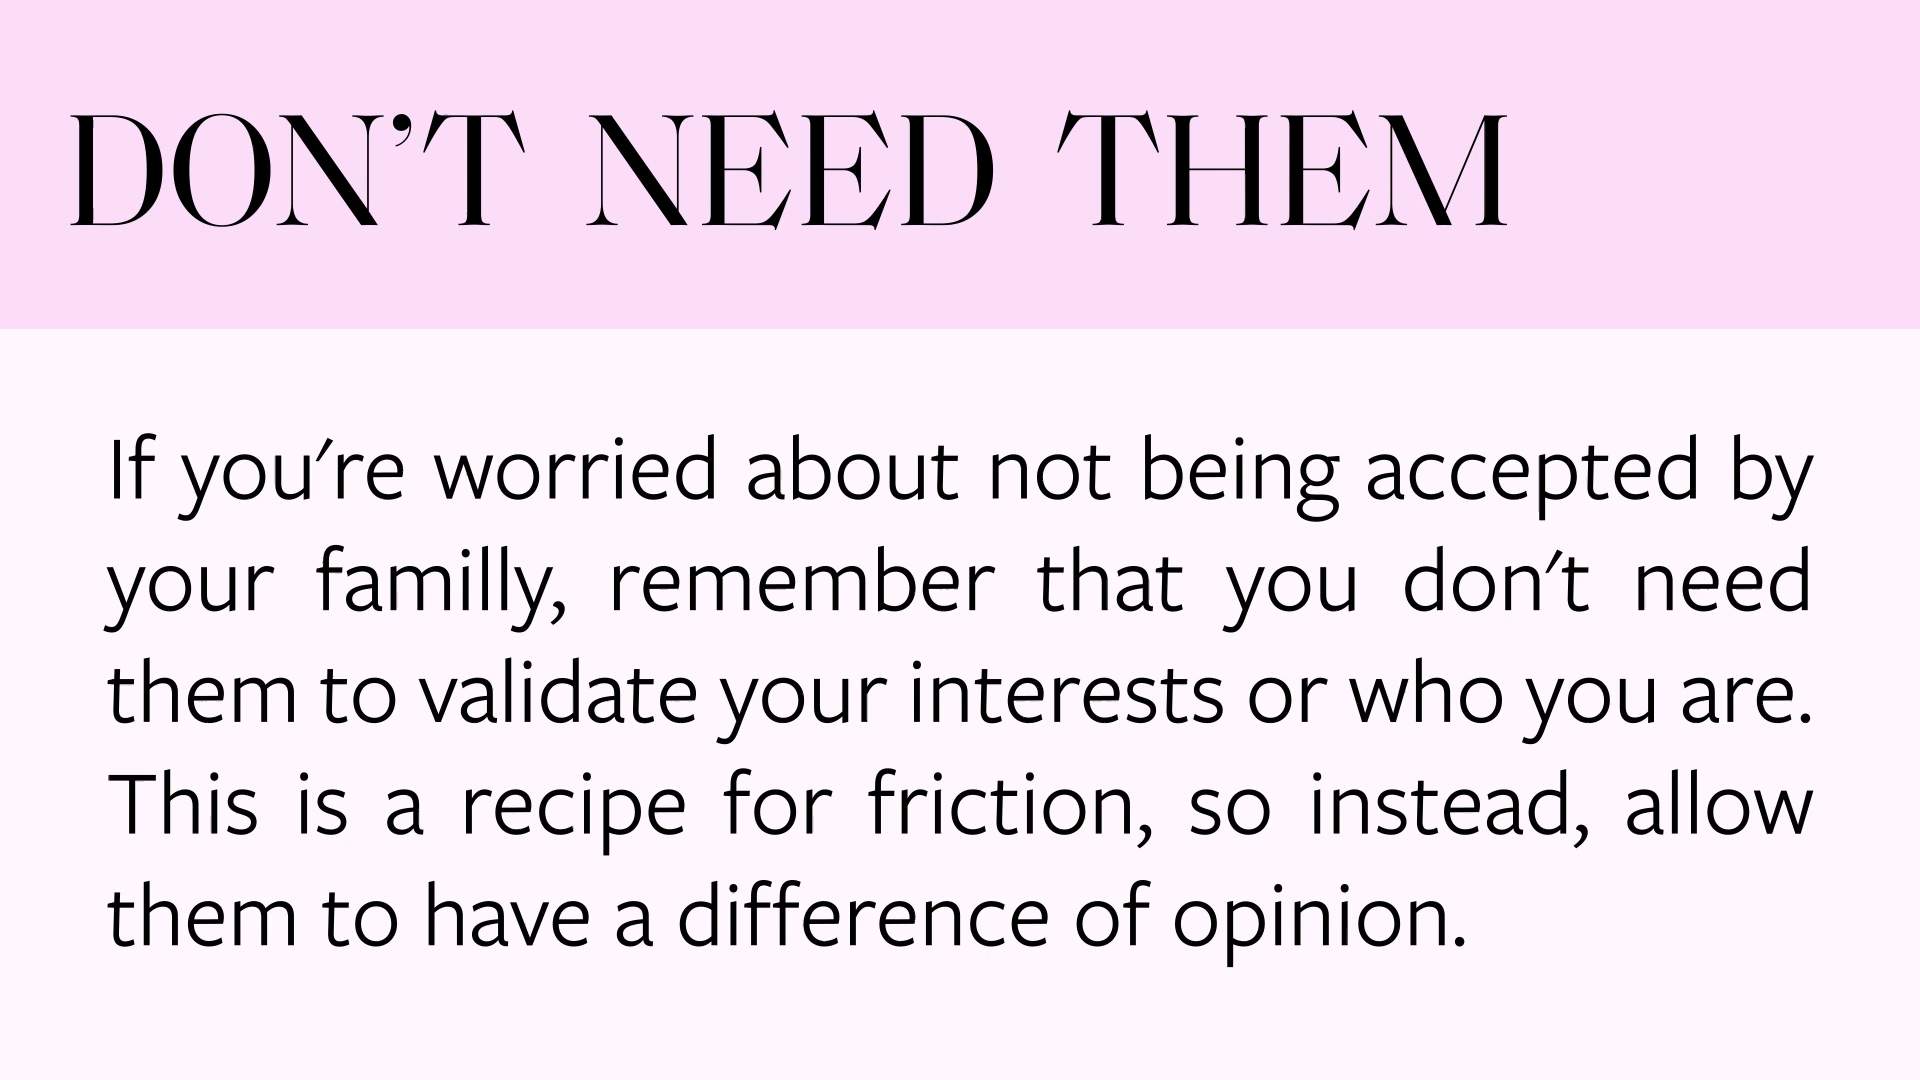 DON’T NEED THEM
If you're worried about not being accepted by
your familly, remember that you don't need
them to validate your interests or who you are.
This is a recipe for friction, so instead, allow
them to have a difference of opinion.